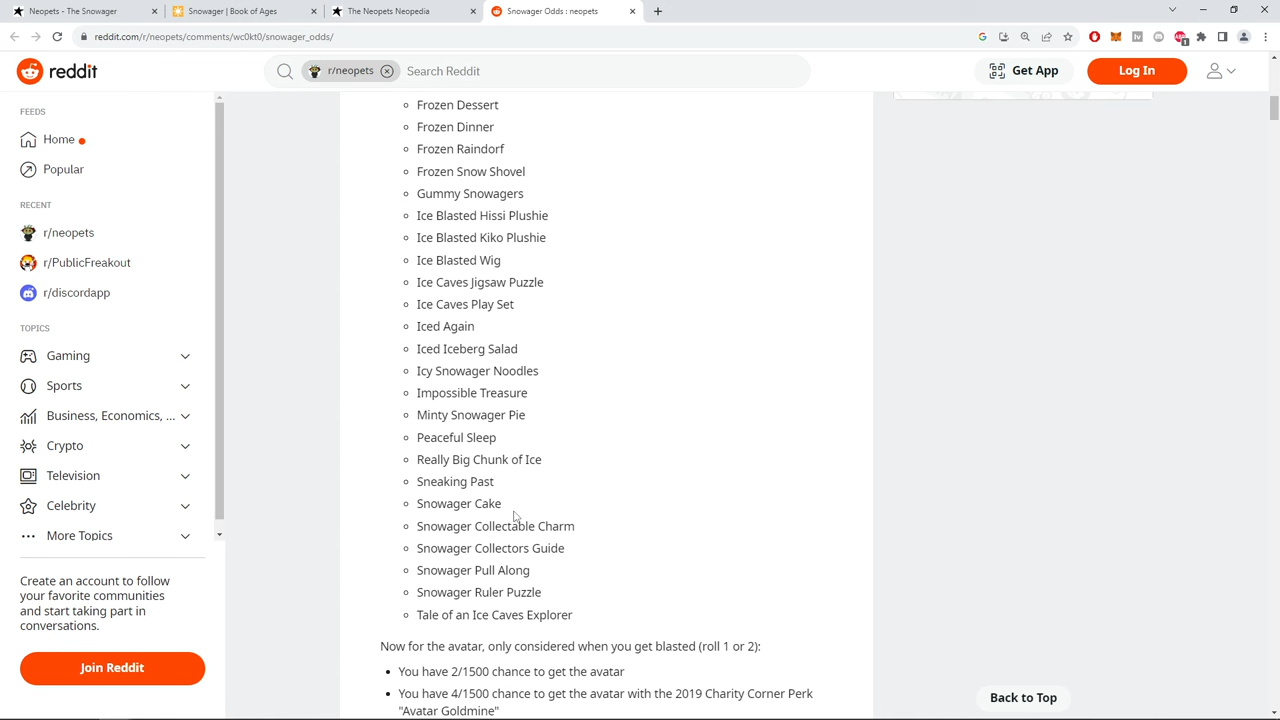 Neopets - The Snowager
Snowager | Book of Ages
The Neopets Neopedia
Snowager Odds : neopets
reddit.com/r/neopets/comments/wc0kt0/snowager_odds/
reddit
r/neopets
Search Reddit
Get App
Log In
FEEDS
Home
Popular
RECENT
r/neopets
r/PublicFreakout
r/discordapp
TOPICS
Gaming
Sports
Business, Economics, ...
Crypto
Television
Celebrity
More Topics
Create an account to follow
your favorite communities
and start taking part in
conversations.
Join Reddit
Frozen Dessert
Frozen Dinner
Frozen Raindorf
Frozen Snow Shovel
Gummy Snowagers
Ice Blasted Hissi Plushie
Ice Blasted Kiko Plushie
Ice Blasted Wig
Ice Caves Jigsaw Puzzle
Ice Caves Play Set
Iced Again
Iced Iceberg Salad
Icy Snowager Noodles
Impossible Treasure
Minty Snowager Pie
Peaceful Sleep
Really Big Chunk of Ice
Sneaking Past
Snowager Cake
Snowager Collectable Charm
Snowager Collectors Guide
Snowager Pull Along
Snowager Ruler Puzzle
Tale of an Ice Caves Explorer
Now for the avatar, only considered when you get blasted (roll 1 or 2):
You have 2/1500 chance to get the avatar
You have 4/1500 chance to get the avatar with the 2019 Charity Corner Perk
"Avatar Goldmine"
Back to Top